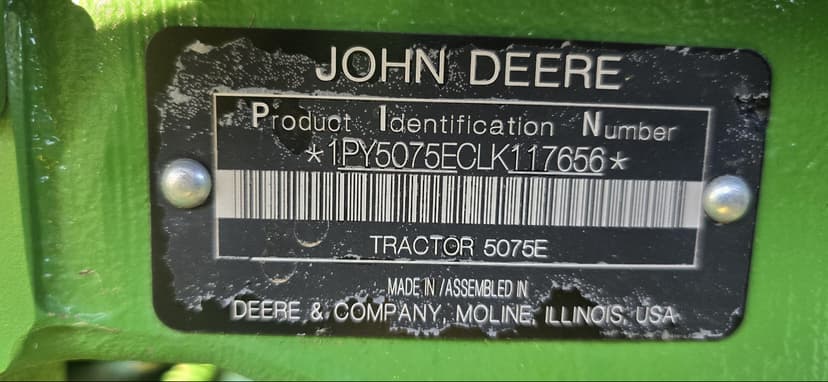 JOHN DEERE
Product Identification Number
*1PY5075ECLK117656*
TRACTOR 5075E
MADE IN /ASSEMBLED IN
DEERE & COMPANY, MOLINE, ILLINOIS, USA